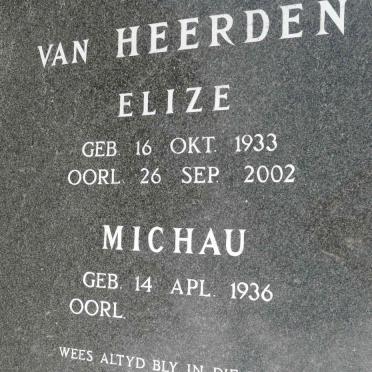 VAN HEERDEN
ELIZE
GEB. 16 OKT. 1933
OORL. 26 SEP. 2002
MICHAU
GEB. 14 APL. 1936
OORL.
WEES ALTYD BLY IN DIE